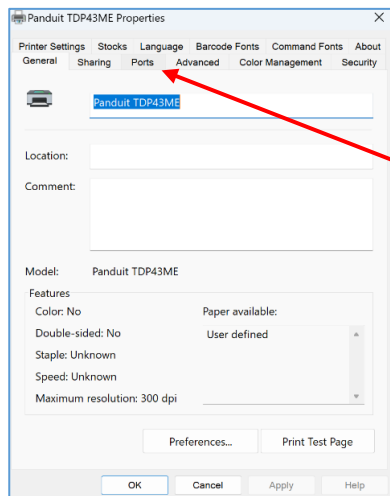 Panduit TDP43ME Properties
Printer Settings Stocks Language Barcode Fonts Command Fonts About
General Sharing Ports Advanced Color Management Security
Panduit TDP43ME
Location:
Comment:
Model: Panduit TDP43ME
Features
Color: No Paper available:
Double-sided: No User defined
Staple: Unknown
Speed: Unknown
Maximum resolution: 300 dpi
Preferences... Print Test Page
OK Cancel Apply Help